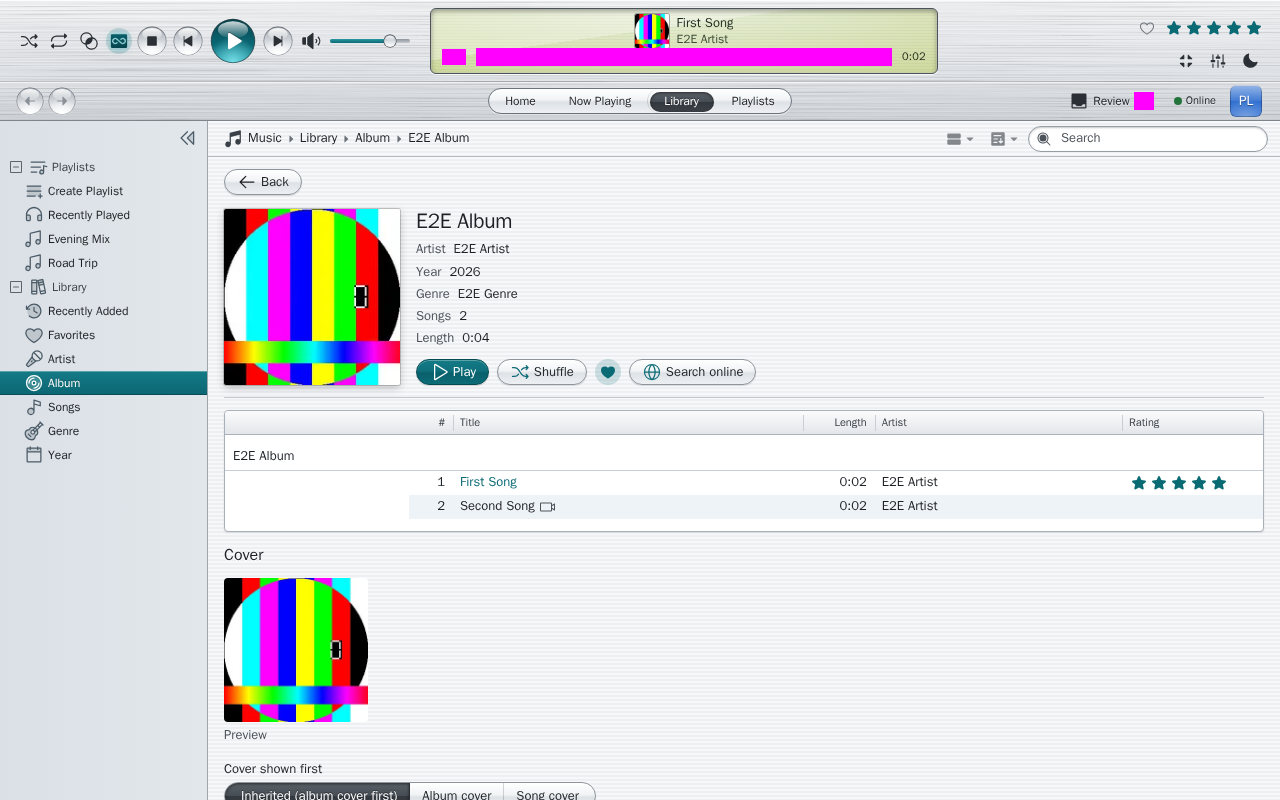 First Song
E2E Artist
0:02
Home
Now Playing
Library
Playlists
Review
Online
PL
Music
Library
Album
E2E Album
Search
Playlists
Create Playlist
Recently Played
Evening Mix
Road Trip
Library
Recently Added
Favorites
Artist
Album
Songs
Genre
Year
Back
E2E Album
Artist E2E Artist
Year 2026
Genre E2E Genre
Songs 2
Length 0:04
Play
Shuffle
Search online
# Title Length Artist Rating
E2E Album
1 First Song 0:02 E2E Artist
2 Second Song 0:02 E2E Artist
Cover
Preview
Cover shown first
Inherited (album cover first)
Album cover
Song cover